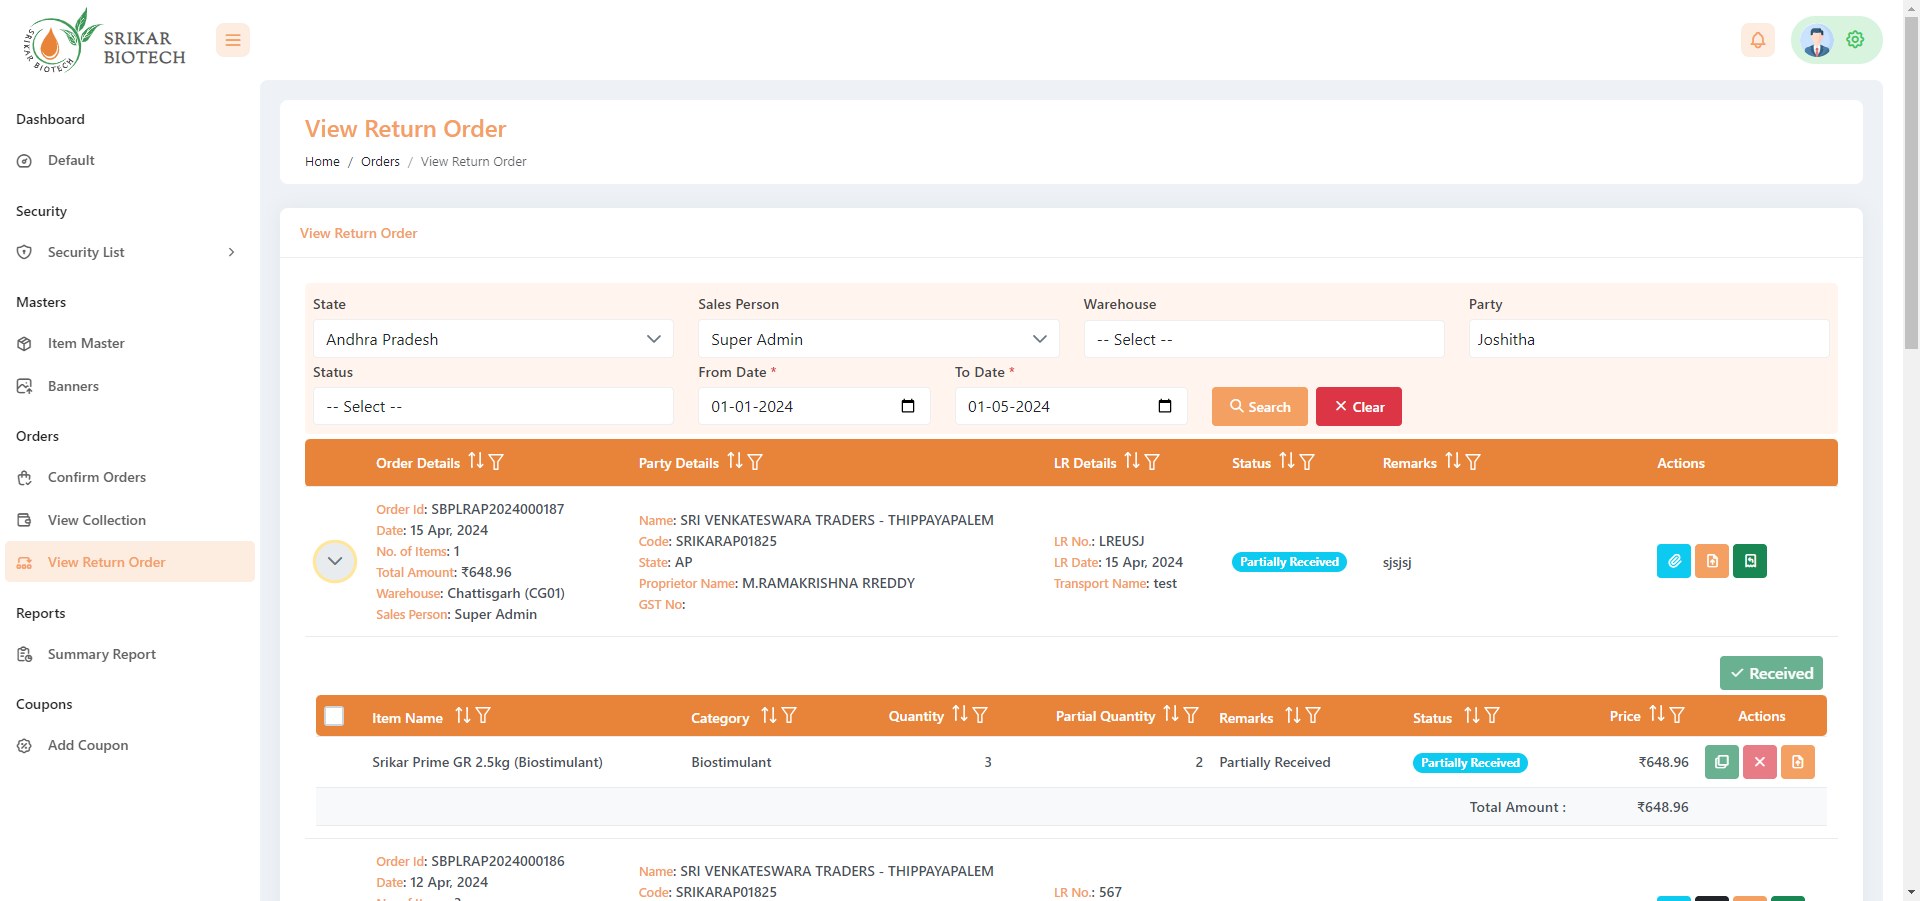 SRIKAR BIOTECH
SRIKAR
BIOTECH
Dashboard
Default
Security
Security List
Masters
Item Master
Banners
Orders
Confirm Orders
View Collection
View Return Order
Reports
Summary Report
Coupons
Add Coupon
View Return Order
Home / Orders / View Return Order
View Return Order
State
Sales Person
Warehouse
Party
Andhra Pradesh
Super Admin
-- Select --
Joshitha
Status
From Date *
To Date *
-- Select --
01-01-2024
01-05-2024
Search
Clear
Order Details
Party Details
LR Details
Status
Remarks
Actions
Order Id: SBPLRAP2024000187
Date: 15 Apr, 2024
No. of Items: 1
Total Amount: ₹648.96
Warehouse: Chattisgarh (CG01)
Sales Person: Super Admin
Name: SRI VENKATESWARA TRADERS - THIPPAYAPALEM
Code: SRIKARAP01825
State: AP
Proprietor Name: M.RAMAKRISHNA RREDDY
GST No:
LR No.: LREUSJ
LR Date: 15 Apr, 2024
Transport Name: test
Partially Received
sjsjsj
Received
Item Name
Category
Quantity
Partial Quantity
Remarks
Status
Price
Actions
Srikar Prime GR 2.5kg (Biostimulant)
Biostimulant
3
2
Partially Received
Partially Received
₹648.96
Total Amount :
₹648.96
Order Id: SBPLRAP2024000186
Date: 12 Apr, 2024
Name: SRI VENKATESWARA TRADERS - THIPPAYAPALEM
Code: SRIKARAP01825
LR No.: 567